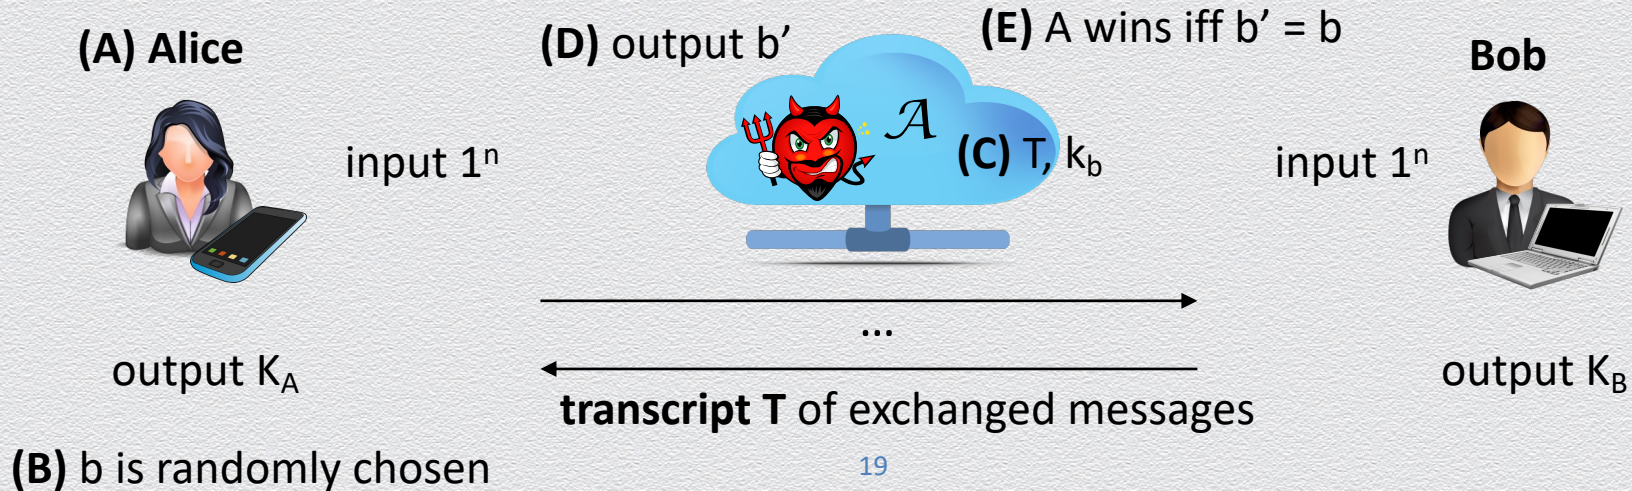 (A) Alice
(D) output b’
(E) A wins iff b’ = b
Bob
input 1ⁿ
𝒜
(C) T, k_b
input 1ⁿ
...
output K_A
output K_B
transcript T of exchanged messages
(B) b is randomly chosen
19